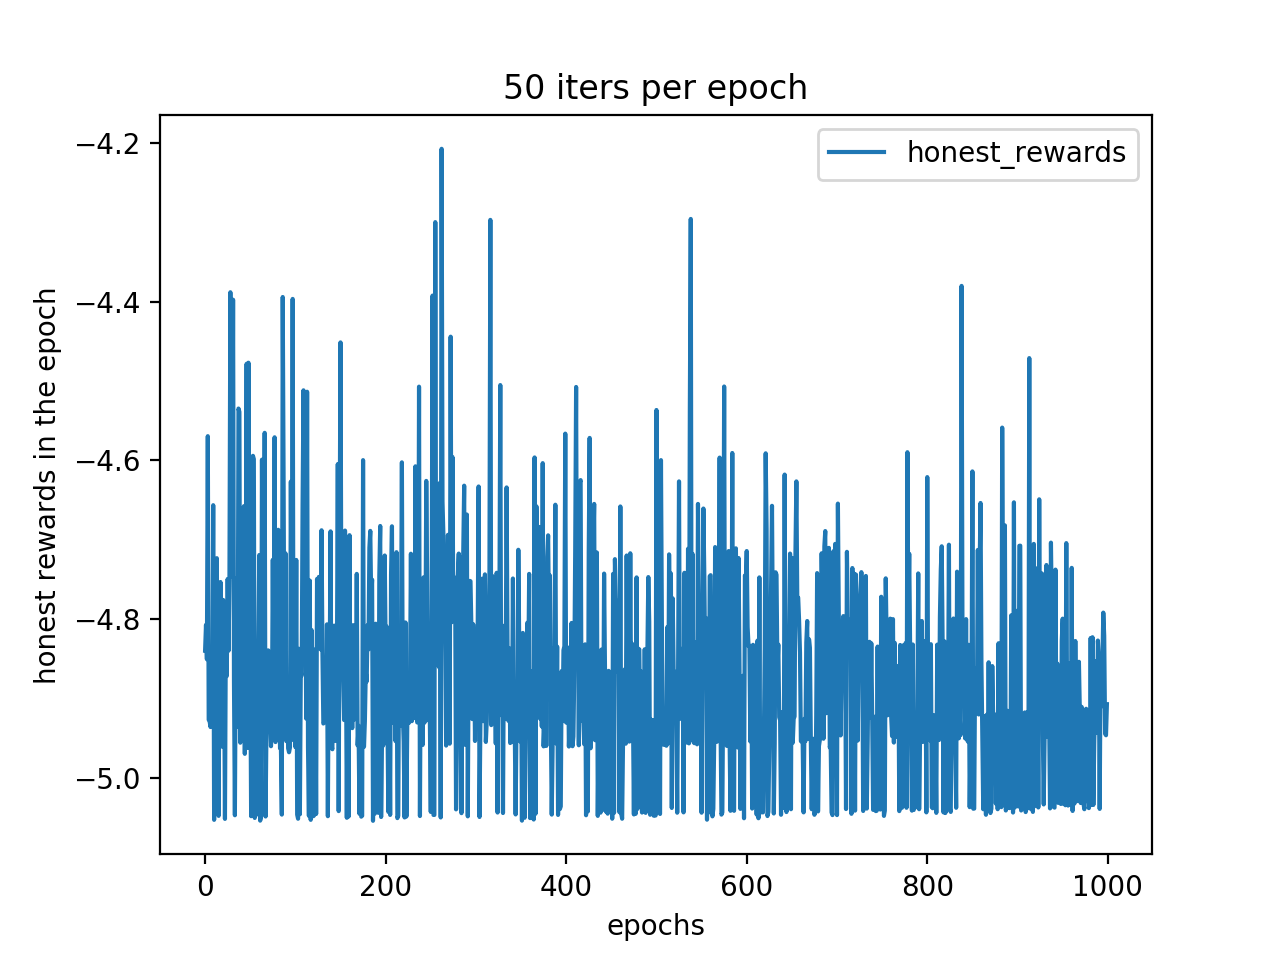 50 iters per epoch
honest_rewards
−4.2
−4.4
−4.6
−4.8
−5.0
honest rewards in the epoch
0 200 400 600 800 1000
epochs